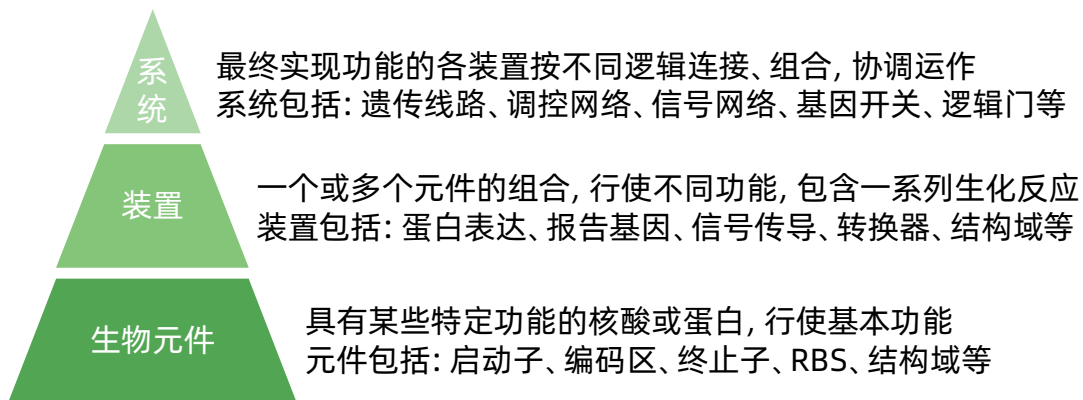 系
统
最终实现功能的各装置按不同逻辑连接、组合, 协调运作
系统包括: 遗传线路、调控网络、信号网络、基因开关、逻辑门等
装置
一个或多个元件的组合, 行使不同功能, 包含一系列生化反应
装置包括: 蛋白表达、报告基因、信号传导、转换器、结构域等
生物元件
具有某些特定功能的核酸或蛋白, 行使基本功能
元件包括: 启动子、编码区、终止子、RBS、结构域等